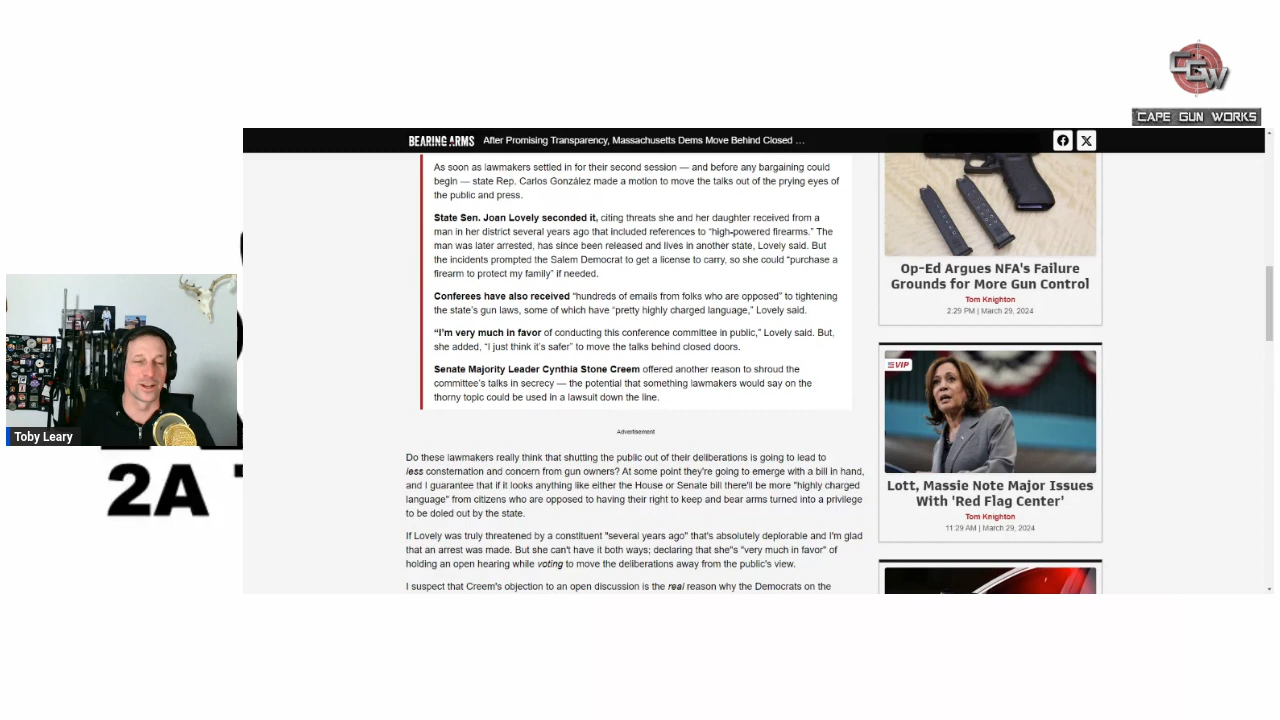 CGW
CAPE GUN WORKS
BEARING ARMS
After Promising Transparency, Massachusetts Dems Move Behind Closed …
As soon as lawmakers settled in for their second session — and before any bargaining could
begin — state Rep. Carlos González made a motion to move the talks out of the prying eyes of
the public and press.
State Sen. Joan Lovely seconded it, citing threats she and her daughter received from a
man in her district several years ago that included references to “high-powered firearms.” The
man was later arrested, has since been released and lives in another state, Lovely said. But
the incidents prompted the Salem Democrat to get a license to carry, so she could “purchase a
firearm to protect my family” if needed.
Conferees have also received “hundreds of emails from folks who are opposed” to tightening
the state’s gun laws, some of which have “pretty highly charged language,” Lovely said.
“I’m very much in favor of conducting this conference committee in public,” Lovely said. But,
she added, “I just think it’s safer” to move the talks behind closed doors.
Senate Majority Leader Cynthia Stone Creem offered another reason to shroud the
committee’s talks in secrecy — the potential that something lawmakers would say on the
thorny topic could be used in a lawsuit down the line.
Advertisement
Do these lawmakers really think that shutting the public out of their deliberations is going to lead to
less consternation and concern from gun owners? At some point they're going to emerge with a bill in hand,
and I guarantee that if it looks anything like either the House or Senate bill there'll be more "highly charged
language" from citizens who are opposed to having their right to keep and bear arms turned into a privilege
to be doled out by the state.
If Lovely was truly threatened by a constituent "several years ago" that's absolutely deplorable and I'm glad
that an arrest was made. But she can't have it both ways; declaring that she"s "very much in favor" of
holding an open hearing while voting to move the deliberations away from the public's view.
I suspect that Creem's objection to an open discussion is the real reason why the Democrats on the
Op-Ed Argues NFA's Failure
Grounds for More Gun Control
Tom Knighton
2:29 PM | March 29, 2024
VIP
Lott, Massie Note Major Issues
With 'Red Flag Center'
Tom Knighton
11:29 AM | March 29, 2024
Toby Leary
2A